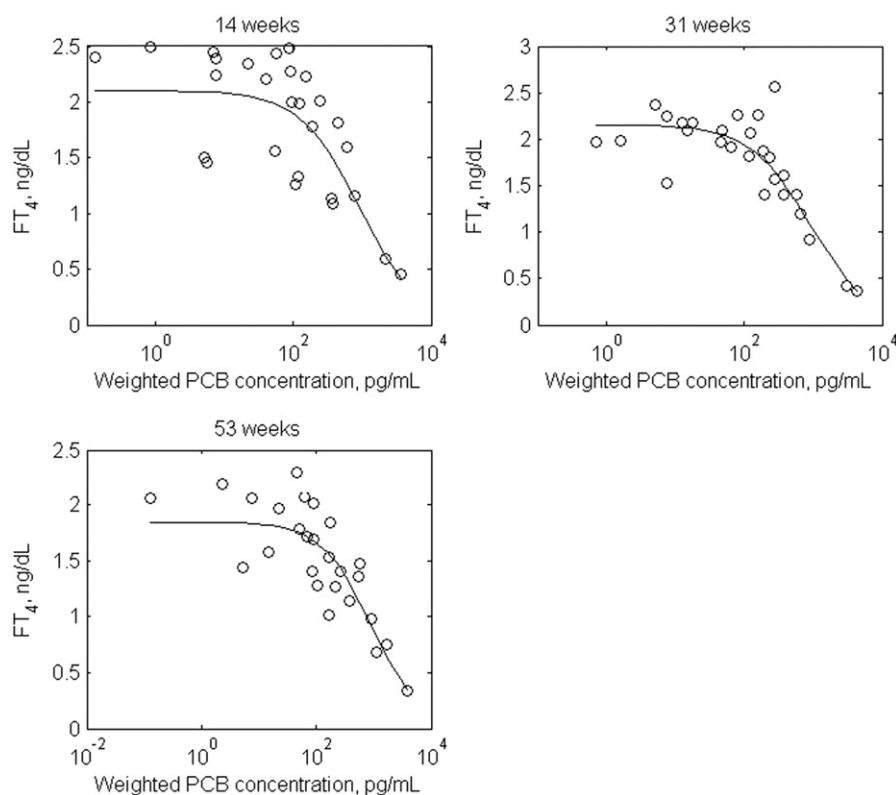 14 weeks
2.5
2
1.5
1
0.5
0
FT4, ng/dL
10^0 10^2 10^4
Weighted PCB concentration, pg/mL
31 weeks
3
2.5
2
1.5
1
0.5
0
FT4, ng/dL
10^0 10^2 10^4
Weighted PCB concentration, pg/mL
53 weeks
2.5
2
1.5
1
0.5
0
FT4, ng/dL
10^-2 10^0 10^2 10^4
Weighted PCB concentration, pg/mL